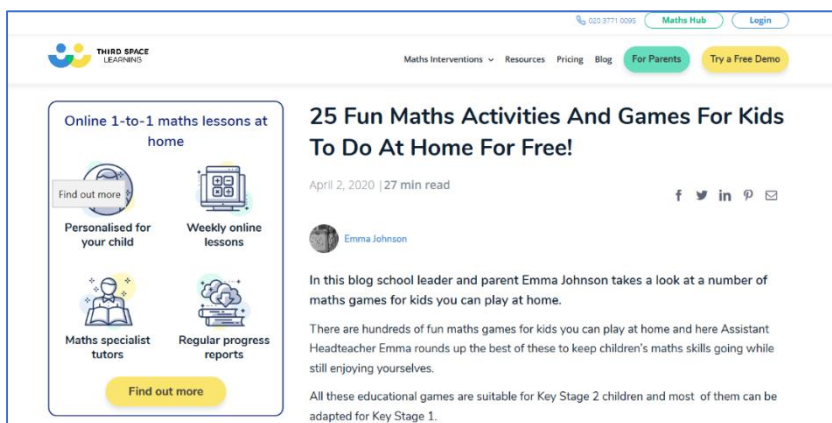 020 3771 0095 Maths Hub Login
THIRD SPACE
LEARNING
Maths Interventions Resources Pricing Blog For Parents Try a Free Demo
Online 1-to-1 maths lessons at
home
Find out more
Personalised for
your child
Weekly online
lessons
Maths specialist
tutors
Regular progress
reports
Find out more
25 Fun Maths Activities And Games For Kids
To Do At Home For Free!
April 2, 2020 | 27 min read
Emma Johnson
In this blog school leader and parent Emma Johnson takes a look at a number of
maths games for kids you can play at home.
There are hundreds of fun maths games for kids you can play at home and here Assistant
Headteacher Emma rounds up the best of these to keep children's maths skills going while
still enjoying yourselves.
All these educational games are suitable for Key Stage 2 children and most of them can be
adapted for Key Stage 1.